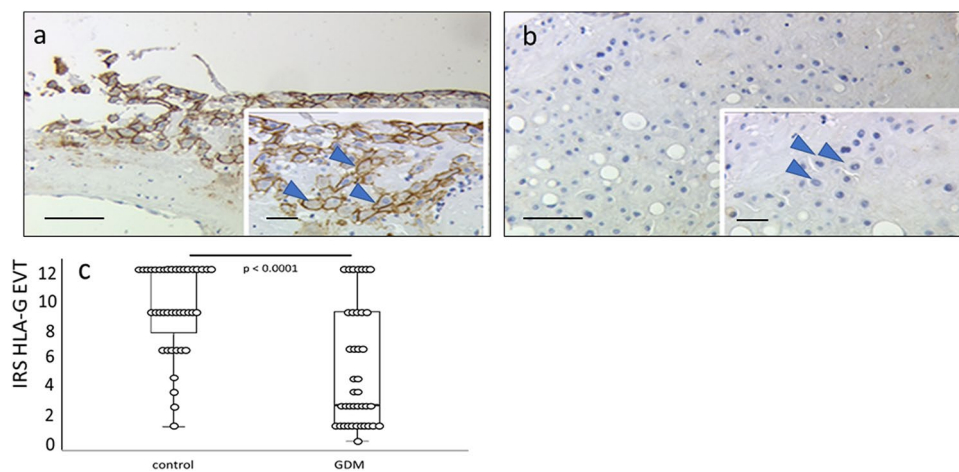 a
b
c
IRS HLA-G EVT
12
10
8
6
4
2
0
p < 0.0001
control
GDM